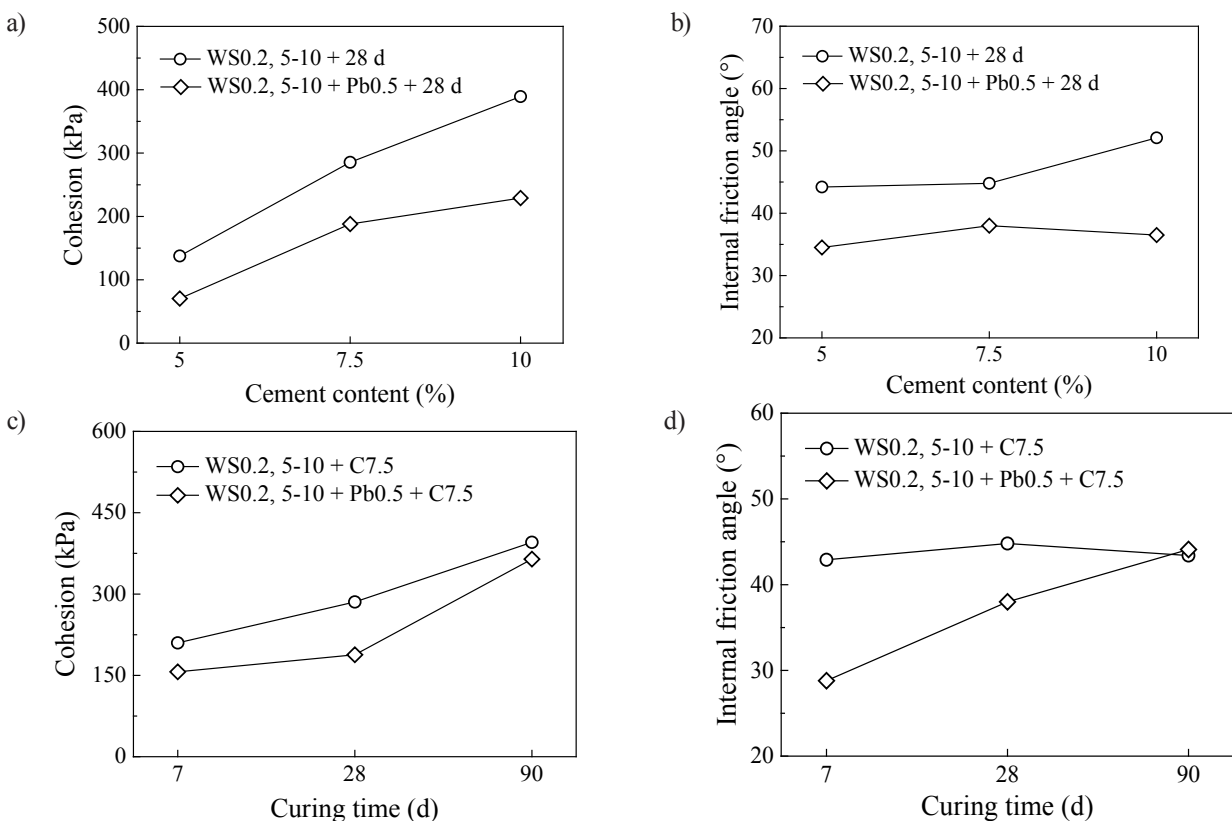 a)
500
400
300
200
100
0
Cohesion (kPa)
WS0.2, 5-10 + 28 d
WS0.2, 5-10 + Pb0.5 + 28 d
5 7.5 10
Cement content (%)
b)
70
60
50
40
30
20
Internal friction angle (°)
WS0.2, 5-10 + 28 d
WS0.2, 5-10 + Pb0.5 + 28 d
5 7.5 10
Cement content (%)
c)
600
450
300
150
0
Cohesion (kPa)
WS0.2, 5-10 + C7.5
WS0.2, 5-10 + Pb0.5 + C7.5
7 28 90
Curing time (d)
d)
60
50
40
30
20
Internal friction angle (°)
WS0.2, 5-10 + C7.5
WS0.2, 5-10 + Pb0.5 + C7.5
7 28 90
Curing time (d)